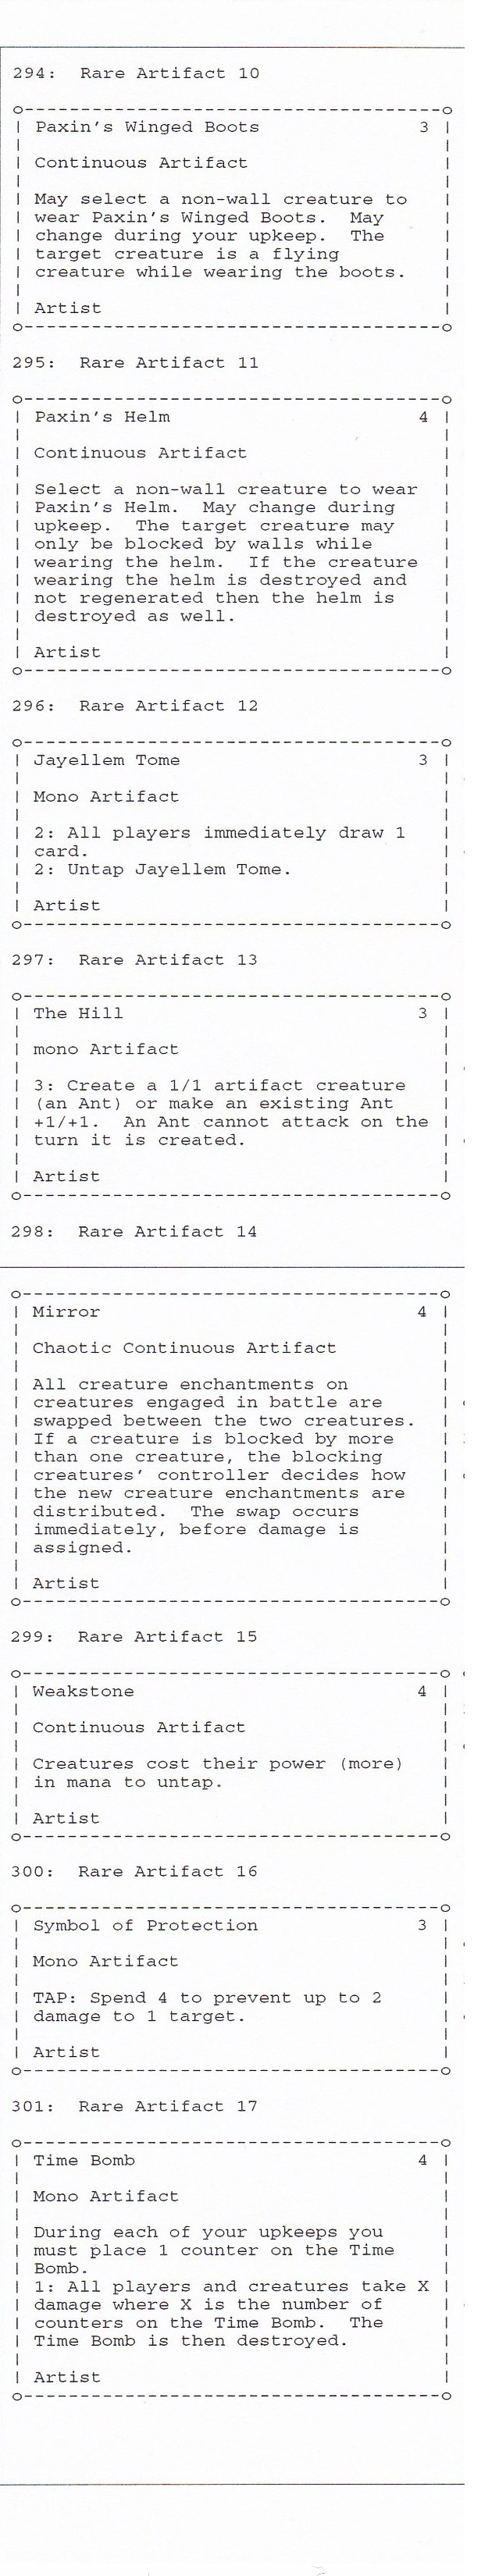 294:  Rare Artifact 10
o-------------------------------------o
| Paxin's Winged Boots              3 |
|                                     |
| Continuous Artifact                 |
|                                     |
| May select a non-wall creature to   |
| wear Paxin's Winged Boots.  May     |
| change during your upkeep.  The     |
| target creature is a flying         |
| creature while wearing the boots.   |
|                                     |
| Artist                              |
o-------------------------------------o
295:  Rare Artifact 11
o-------------------------------------o
| Paxin's Helm                      4 |
|                                     |
| Continuous Artifact                 |
|                                     |
| Select a non-wall creature to wear  |
| Paxin's Helm.  May change during    |
| upkeep.  The target creature may    |
| only be blocked by walls while      |
| wearing the helm.  If the creature  |
| wearing the helm is destroyed and   |
| not regenerated then the helm is    |
| destroyed as well.                  |
|                                     |
| Artist                              |
o-------------------------------------o
296:  Rare Artifact 12
o-------------------------------------o
| Jayellem Tome                     3 |
|                                     |
| Mono Artifact                       |
|                                     |
| 2: All players immediately draw 1   |
| card.                               |
| 2: Untap Jayellem Tome.             |
|                                     |
| Artist                              |
o-------------------------------------o
297:  Rare Artifact 13
o-------------------------------------o
| The Hill                          3 |
|                                     |
| mono Artifact                       |
|                                     |
| 3: Create a 1/1 artifact creature   |
| (an Ant) or make an existing Ant    |
| +1/+1.  An Ant cannot attack on the |
| turn it is created.                 |
|                                     |
| Artist                              |
o-------------------------------------o
298:  Rare Artifact 14
o-------------------------------------o
| Mirror                            4 |
|                                     |
| Chaotic Continuous Artifact         |
|                                     |
| All creature enchantments on        |
| creatures engaged in battle are     |
| swapped between the two creatures.  |
| If a creature is blocked by more    |
| than one creature, the blocking     |
| creatures' controller decides how   |
| the new creature enchantments are   |
| distributed.  The swap occurs       |
| immediately, before damage is       |
| assigned.                           |
|                                     |
| Artist                              |
o-------------------------------------o
299:  Rare Artifact 15
o-------------------------------------o
| Weakstone                         4 |
|                                     |
| Continuous Artifact                 |
|                                     |
| Creatures cost their power (more)   |
| in mana to untap.                   |
|                                     |
| Artist                              |
o-------------------------------------o
300:  Rare Artifact 16
o-------------------------------------o
| Symbol of Protection              3 |
|                                     |
| Mono Artifact                       |
|                                     |
| TAP: Spend 4 to prevent up to 2     |
| damage to 1 target.                 |
|                                     |
| Artist                              |
o-------------------------------------o
301:  Rare Artifact 17
o-------------------------------------o
| Time Bomb                         4 |
|                                     |
| Mono Artifact                       |
|                                     |
| During each of your upkeeps you     |
| must place 1 counter on the Time    |
| Bomb.                               |
| 1: All players and creatures take X |
| damage where X is the number of     |
| counters on the Time Bomb.  The     |
| Time Bomb is then destroyed.        |
|                                     |
| Artist                              |
o-------------------------------------o